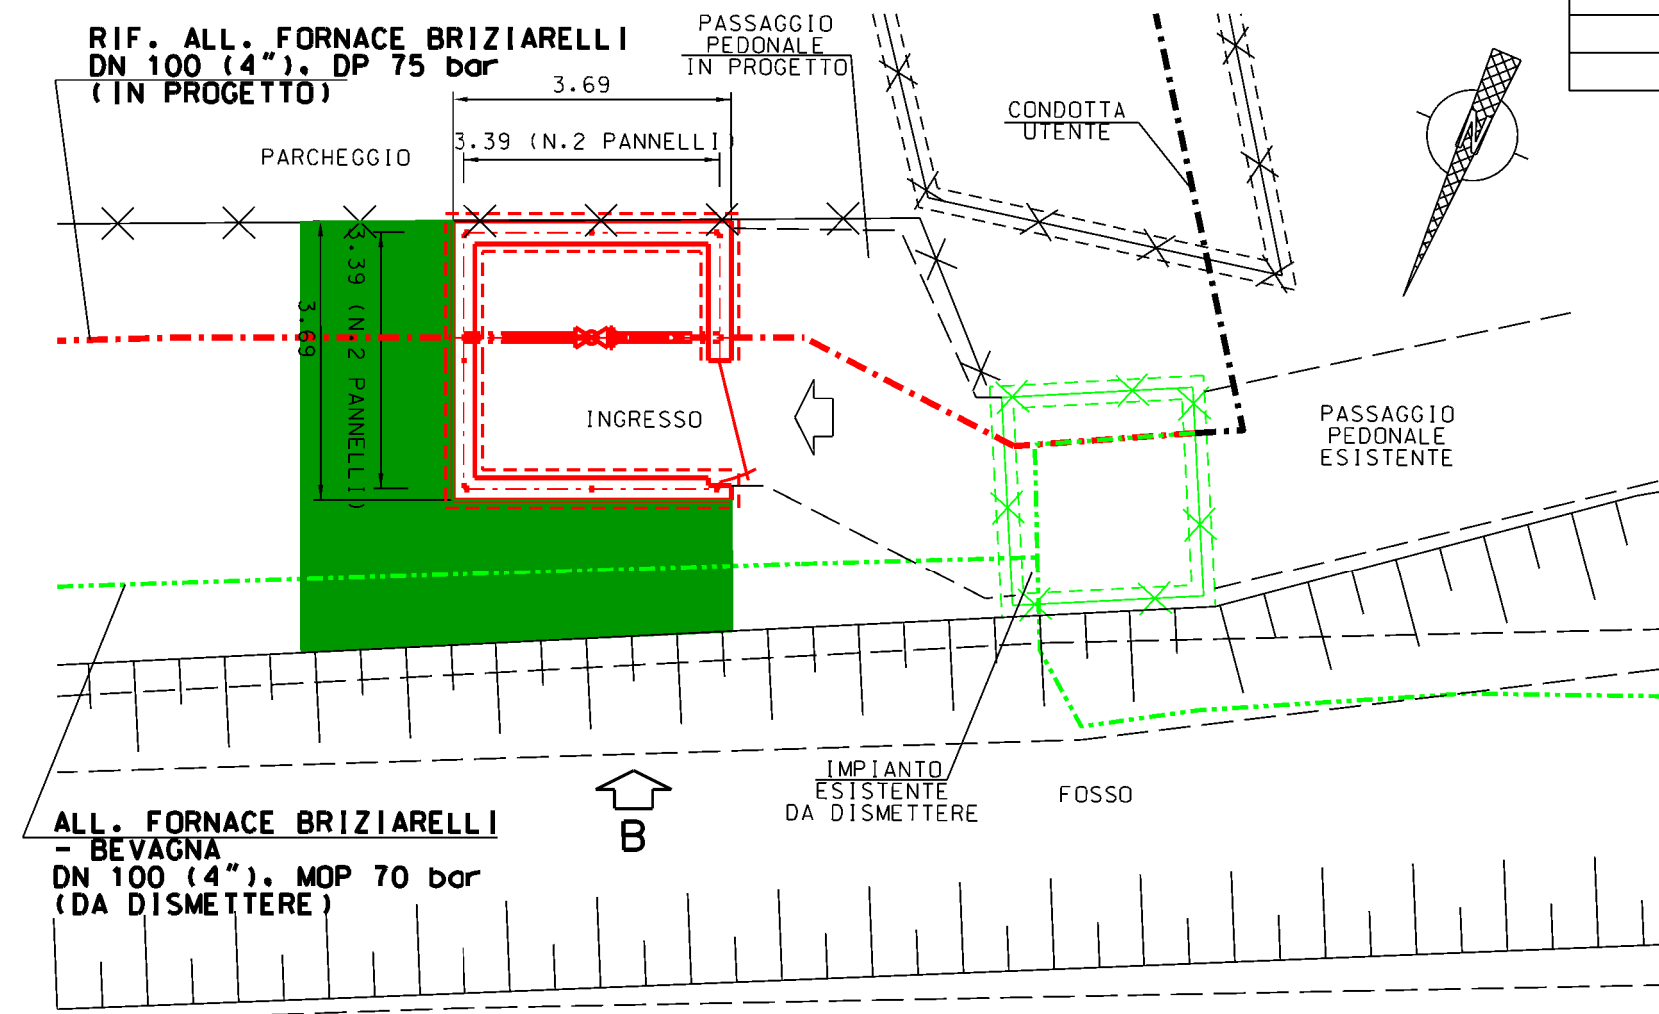 RIF. ALL. FORNACE BRIZIARELLI
DN 100 (4"). DP 75 bar
(IN PROGETTO)
PASSAGGIO
PEDONALE
IN PROGETTO
3.69
3.39 (N.2 PANNELLI)
PARCHEGGIO
CONDOTTA
UTENTE
N
3.39 (N.2 PANNELLI)
3.69
INGRESSO
PASSAGGIO
PEDONALE
ESISTENTE
IMPIANTO
ESISTENTE
DA DISMETTERE
FOSSO
B
ALL. FORNACE BRIZIARELLI
- BEVAGNA
DN 100 (4"). MOP 70 bar
(DA DISMETTERE)